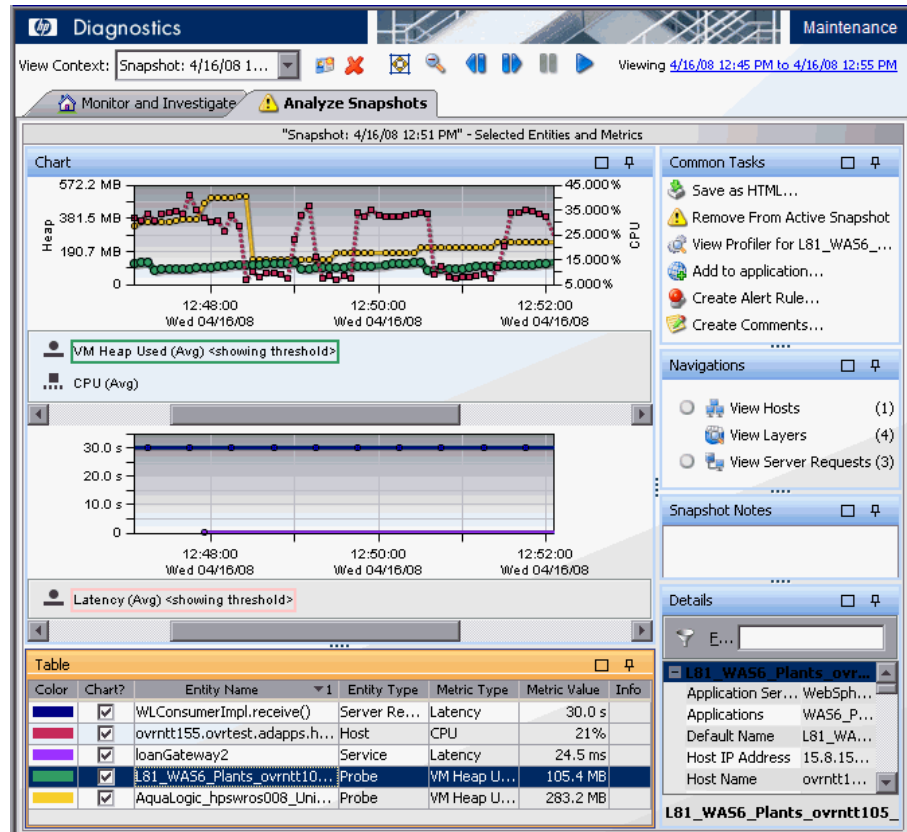 hp Diagnostics
Maintenance
View Context: Snapshot: 4/16/08 1...
Viewing 4/16/08 12:45 PM to 4/16/08 12:55 PM
Monitor and Investigate
Analyze Snapshots
"Snapshot: 4/16/08 12:51 PM" - Selected Entities and Metrics
Chart
572.2 MB
381.5 MB
190.7 MB
0
Heap
45.000%
35.000%
25.000%
15.000%
5.000%
CPU
12:48:00
Wed 04/16/08
12:50:00
Wed 04/16/08
12:52:00
Wed 04/16/08
VM Heap Used (Avg) <showing threshold>
CPU (Avg)
30.0 s
20.0 s
10.0 s
0
12:48:00
Wed 04/16/08
12:50:00
Wed 04/16/08
12:52:00
Wed 04/16/08
Latency (Avg) <showing threshold>
Table
Color Chart? Entity Name 1 Entity Type Metric Type Metric Value Info
WLConsumerImpl.receive() Server Re... Latency 30.0 s
ovrntt155.ovrtest.adapps.h... Host CPU 21%
loanGateway2 Service Latency 24.5 ms
L81_WAS6_Plants_ovrntt10... Probe VM Heap U... 105.4 MB
AquaLogic_hpswros008_Uni... Probe VM Heap U... 283.2 MB
Common Tasks
Save as HTML...
Remove From Active Snapshot
View Profiler for L81_WAS6_...
Add to application...
Create Alert Rule...
Create Comments...
Navigations
View Hosts (1)
View Layers (4)
View Server Requests (3)
Snapshot Notes
Details
F...
L81_WAS6_Plants_ovr...
Application Ser... WebSph...
Applications WAS6_P...
Default Name L81_WA...
Host IP Address 15.8.15...
Host Name ovrntt1...
L81_WAS6_Plants_ovrntt105_